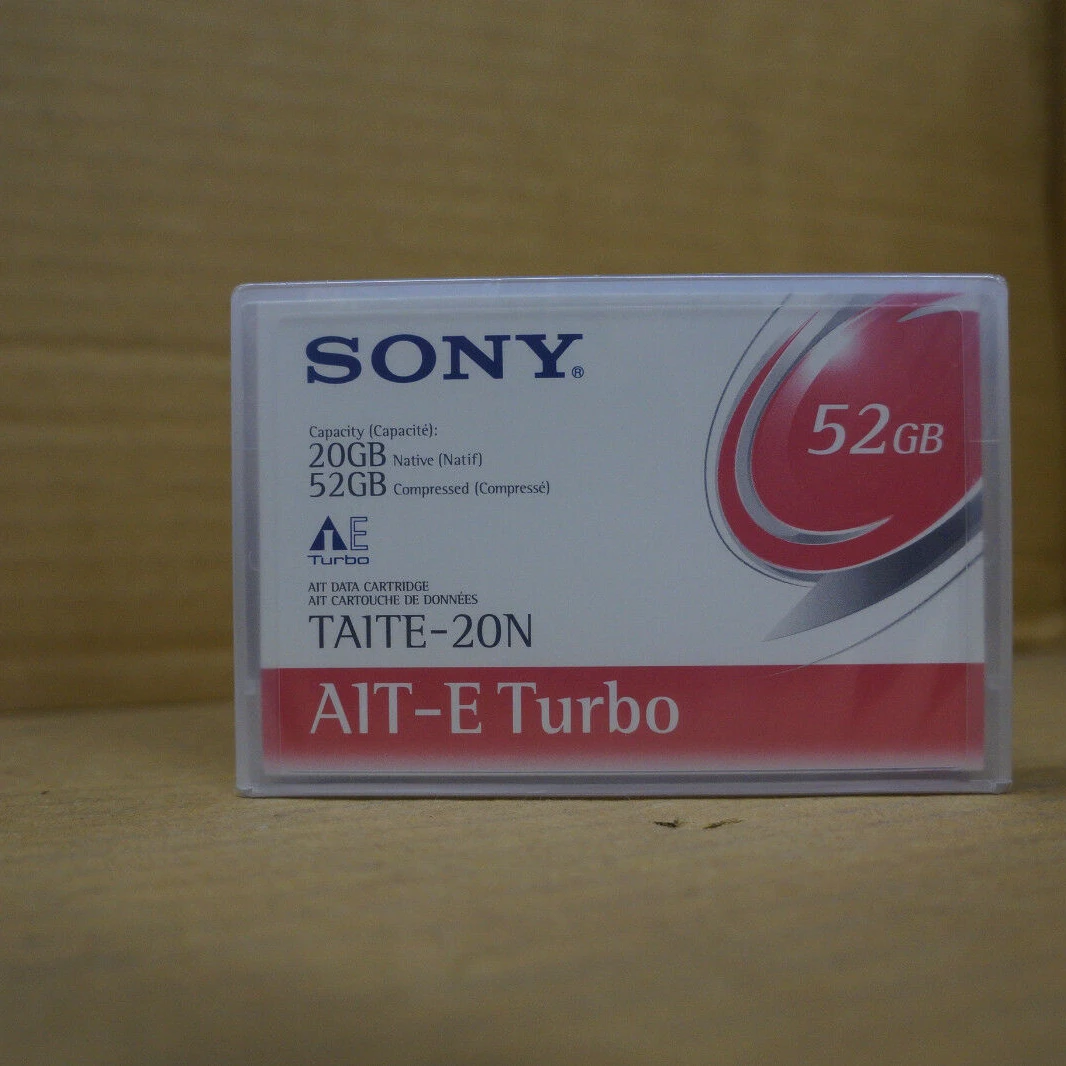 SONY®
52GB
Capacity (Capacité):
20GB Native (Natif)
52GB Compressed (Compressé)
AIE
Turbo
AIT DATA CARTRIDGE
AIT CARTOUCHE DE DONNÉES
TAITE-20N
AIT-E Turbo